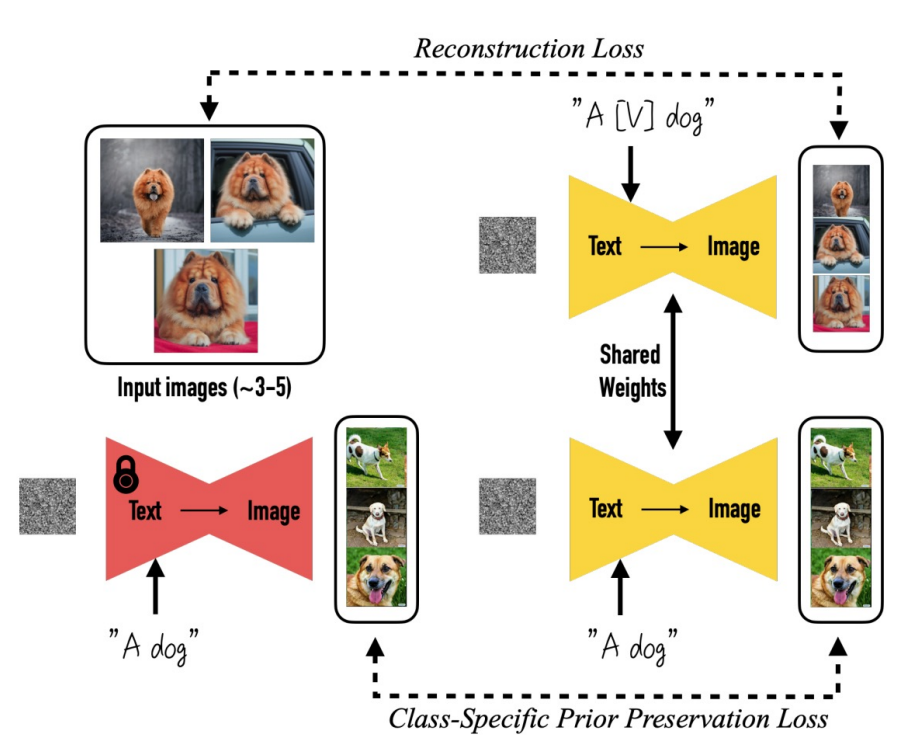 Reconstruction Loss
"A [V] dog"
Text → Image
Input images (~3-5)
Shared
Weights
Text → Image
Text → Image
"A dog"
"A dog"
Class-Specific Prior Preservation Loss